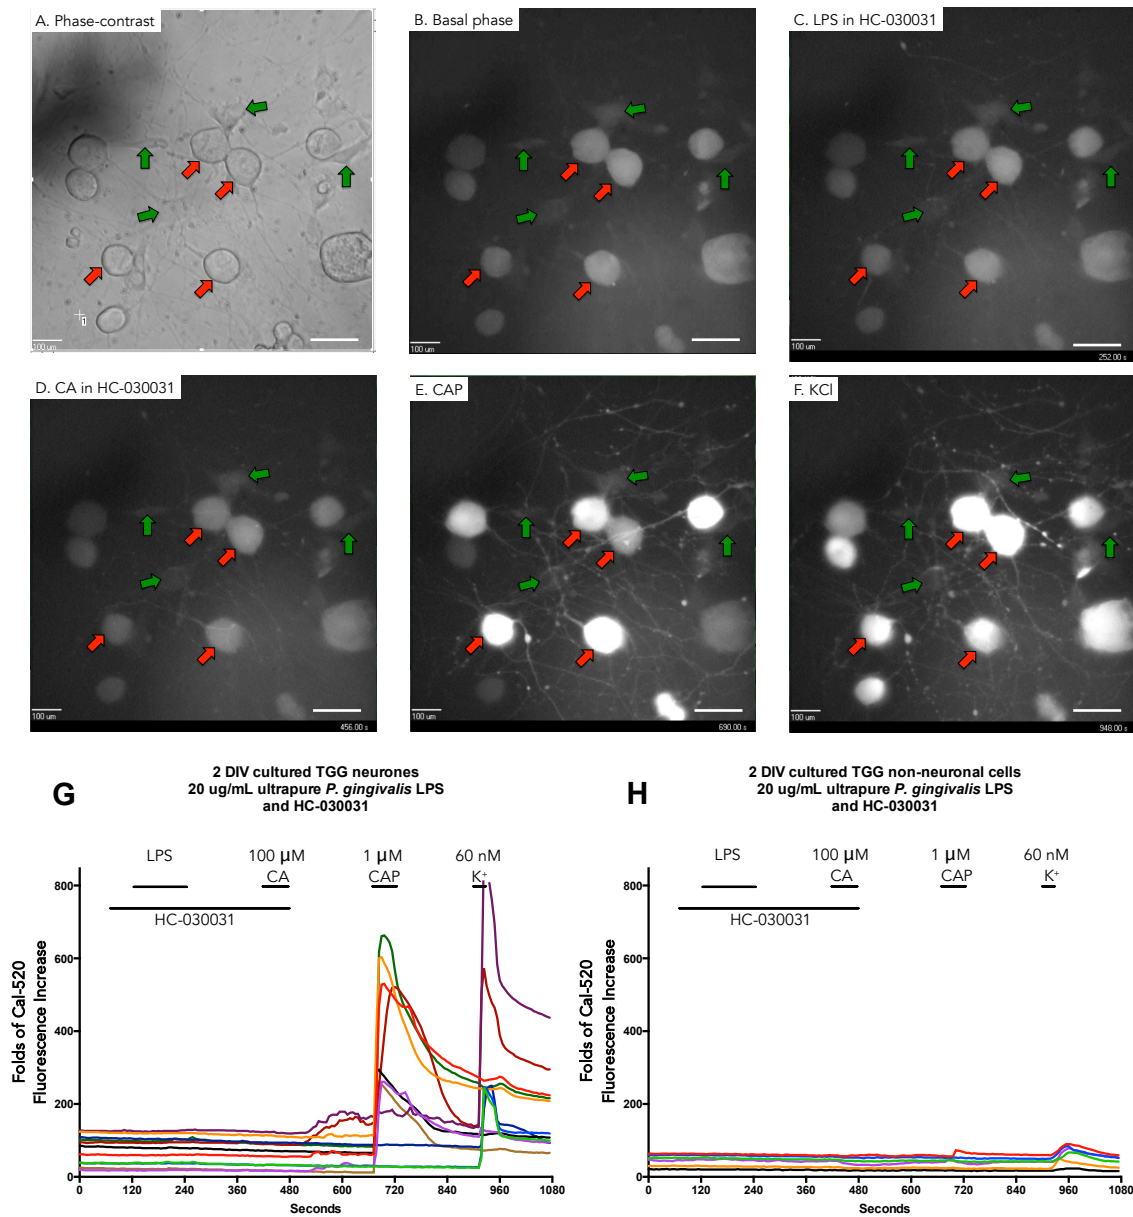 A. Phase-contrast
B. Basal phase
C. LPS in HC-030031
1
100 um
100 um
100 um
252.00 s
D. CA in HC-030031
E. CAP
F. KCl
100 um
456.00 s
100 um
690.00 s
100 um
948.00 s
G
2 DIV cultured TGG neurones
20 ug/mL ultrapure P. gingivalis LPS
and HC-030031
LPS
100 µM
CA
1 µM
CAP
60 nM
K+
HC-030031
Folds of Cal-520
Fluorescence Increase
800
600
400
200
0
0 120 240 360 480 600 720 840 960 1080
Seconds
H
2 DIV cultured TGG non-neuronal cells
20 ug/mL ultrapure P. gingivalis LPS
and HC-030031
LPS
100 µM
CA
1 µM
CAP
60 nM
K+
HC-030031
Folds of Cal-520
Fluorescence Increase
800
600
400
200
0
0 120 240 360 480 600 720 840 960 1080
Seconds